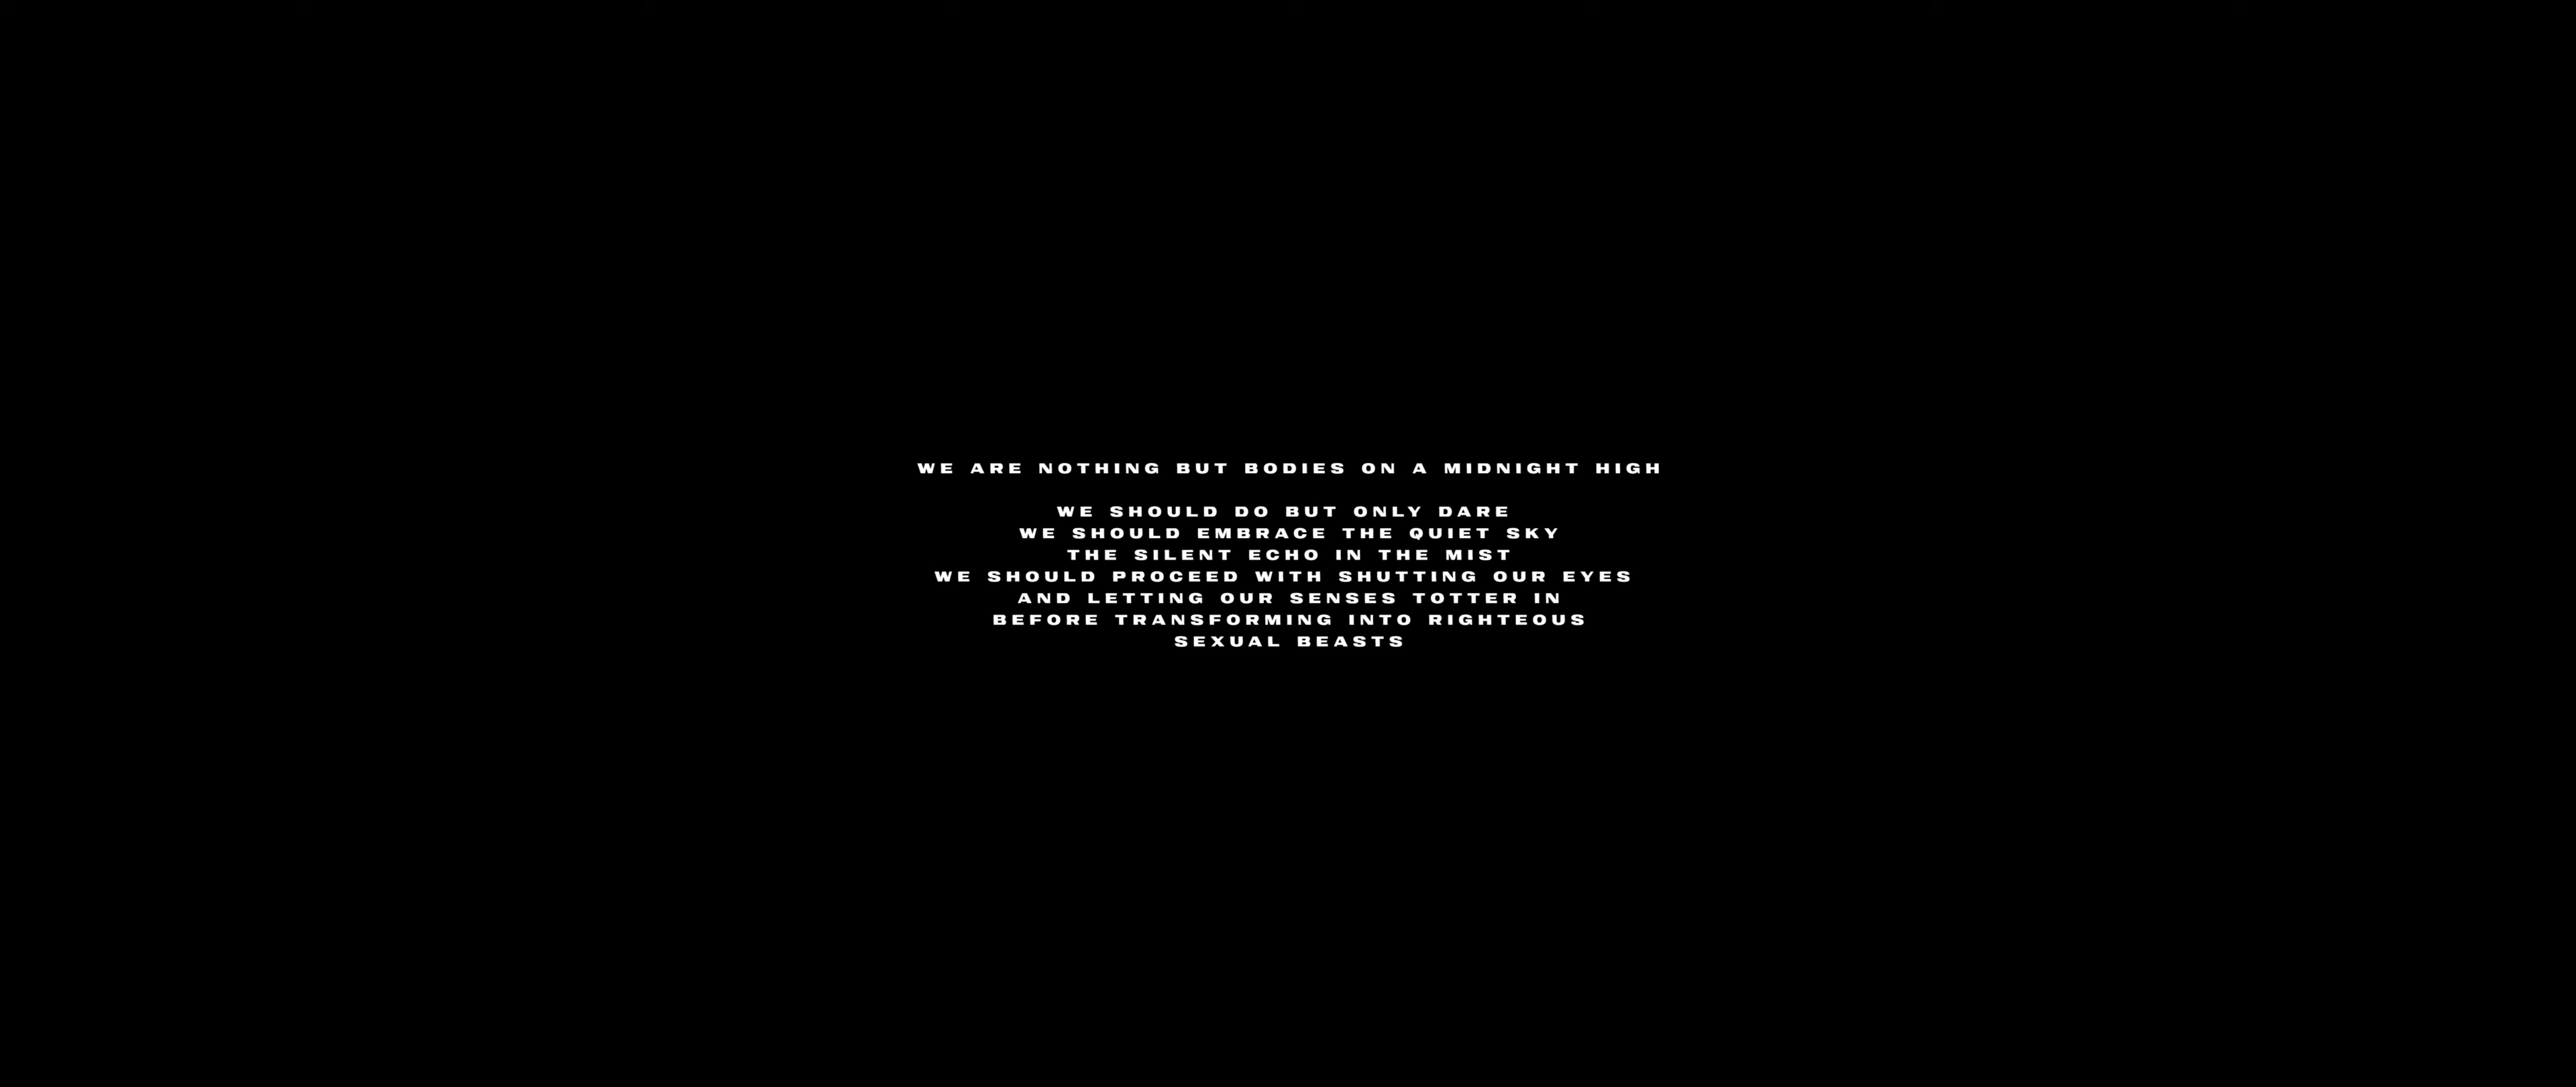 WE ARE NOTHING BUT BODIES ON A MIDNIGHT HIGH
WE SHOULD DO BUT ONLY DARE
WE SHOULD EMBRACE THE QUIET SKY
THE SILENT ECHO IN THE MIST
WE SHOULD PROCEED WITH SHUTTING OUR EYES
AND LETTING OUR SENSES TOTTER IN
BEFORE TRANSFORMING INTO RIGHTEOUS
SEXUAL BEASTS